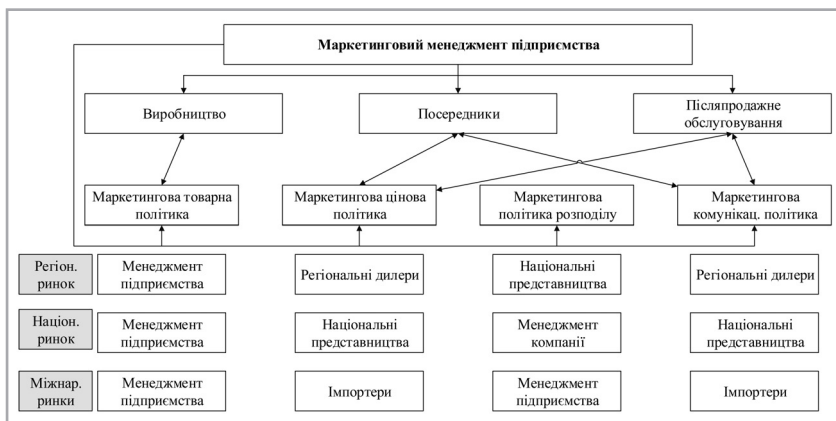 Маркетинговий менеджмент підприємства
Виробництво
Посередники
Післяпродажне
обслуговування
Маркетингова товарна
політика
Маркетингова цінова
політика
Маркетингова
політика розподілу
Маркетингова
комунікац. політика
Регіон.
ринок
Менеджмент
підприємства
Регіональні дилери
Національні
представництва
Регіональні дилери
Націон.
ринок
Менеджмент
підприємства
Національні
представництва
Менеджмент
компанії
Національні
представництва
Міжнар.
ринки
Менеджмент
підприємства
Імпортери
Менеджмент
підприємства
Імпортери